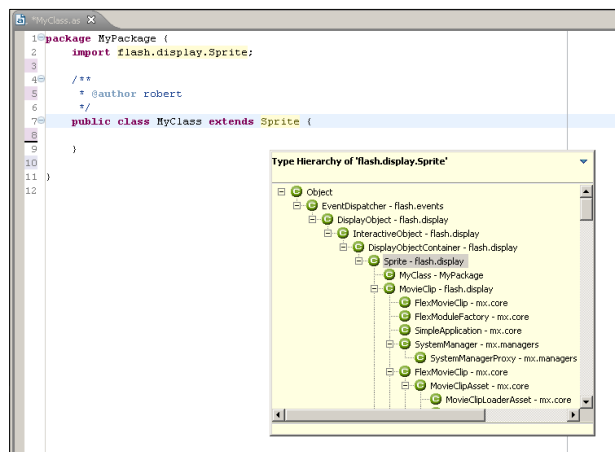 *MyClass.as
1 package MyPackage {
2 import flash.display.Sprite;
3
4 /**
5 * @author robert
6 */
7 public class MyClass extends Sprite {
8
9 }
10
11 }
12
Type Hierarchy of 'flash.display.Sprite'
Object
EventDispatcher - flash.events
DisplayObject - flash.display
InteractiveObject - flash.display
DisplayObjectContainer - flash.display
Sprite - flash.display
MyClass - MyPackage
MovieClip - flash.display
FlexMovieClip - mx.core
FlexModuleFactory - mx.core
SimpleApplication - mx.core
SystemManager - mx.managers
SystemManagerProxy - mx.managers
FlexMovieClip - mx.core
MovieClipAsset - mx.core
MovieClipLoaderAsset - mx.core